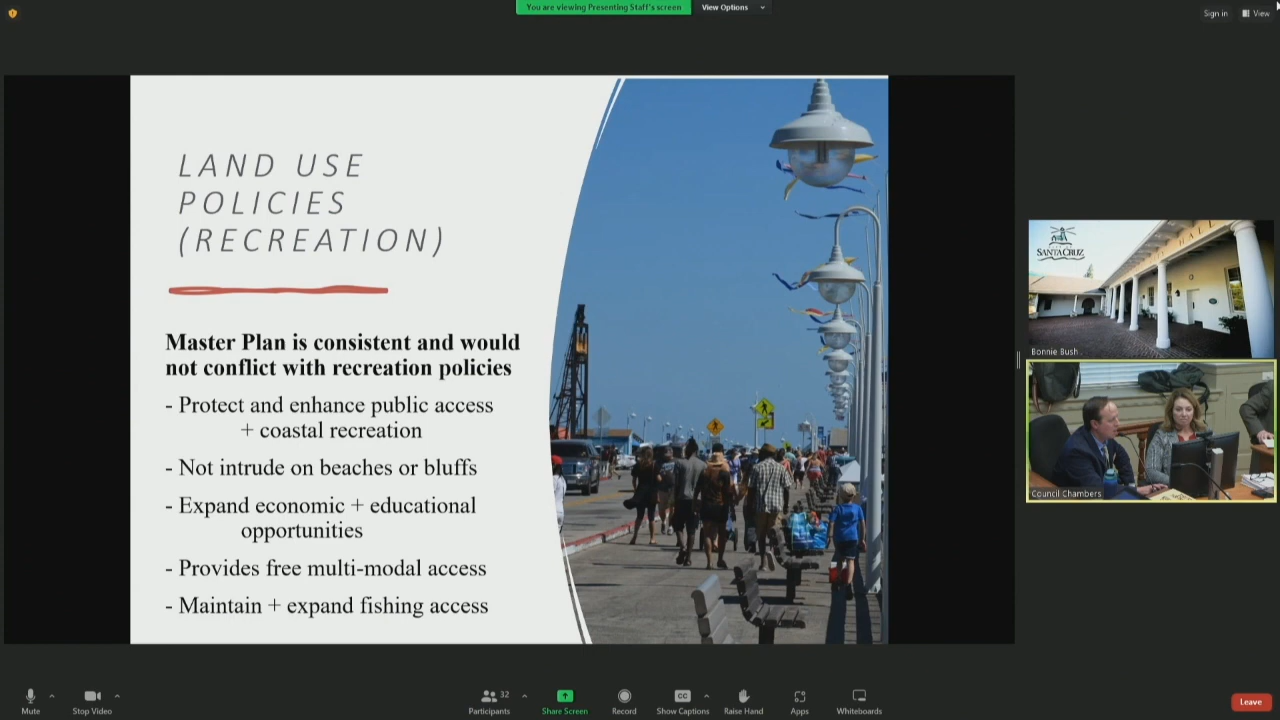 You are viewing Presenting Staff's screen
View Options
Sign in
View
LAND USE
POLICIES
(RECREATION)
Master Plan is consistent and would
not conflict with recreation policies
- Protect and enhance public access
+ coastal recreation
- Not intrude on beaches or bluffs
- Expand economic + educational
opportunities
- Provides free multi-modal access
- Maintain + expand fishing access
SANTA CRUZ
HALL
Bonnie Bush
Council Chambers
Mute
Stop Video
Participants
32
Share Screen
Record
CC
Show Captions
Raise Hand
Apps
Whiteboards
Leave